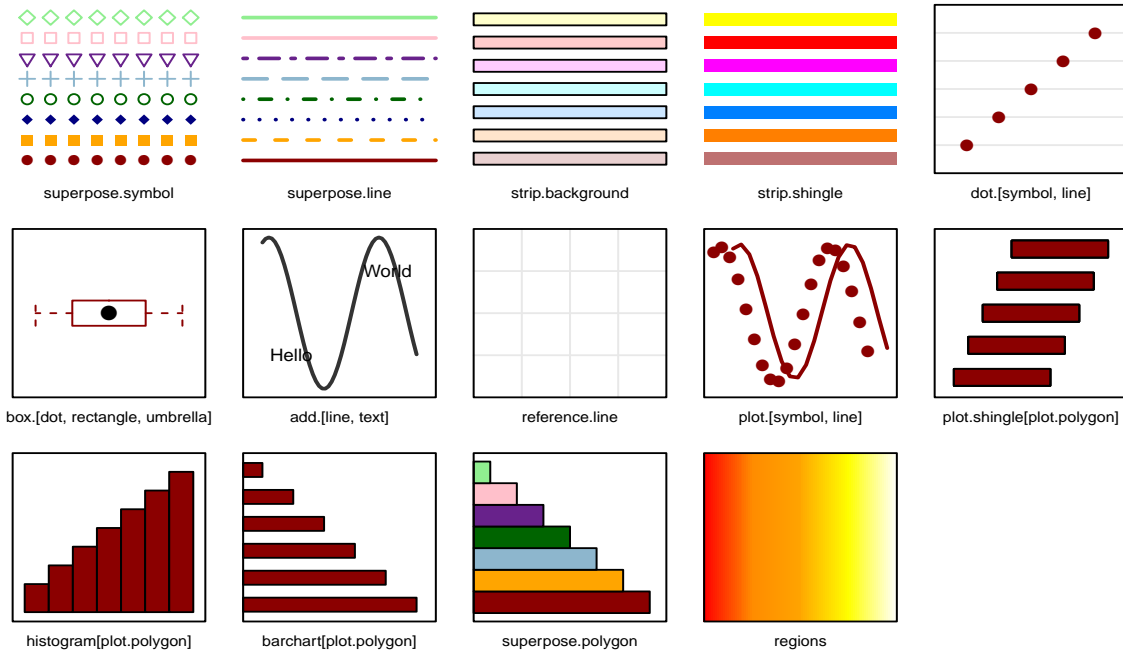 superpose.symbol
superpose.line
strip.background
strip.shingle
dot.[symbol, line]
World
Hello
box.[dot, rectangle, umbrella]
add.[line, text]
reference.line
plot.[symbol, line]
plot.shingle[plot.polygon]
histogram[plot.polygon]
barchart[plot.polygon]
superpose.polygon
regions